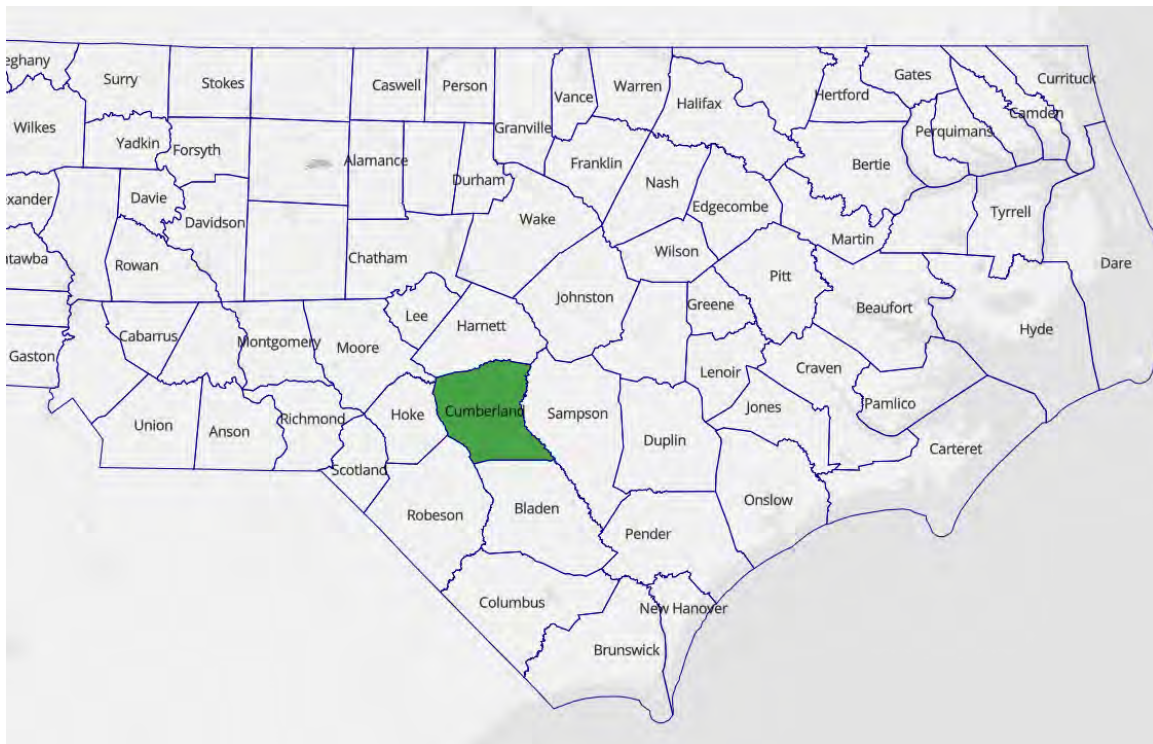 eghany
Surry
Stokes
Caswell
Person
Vance
Warren
Halifax
Hertford
Gates
Currituck
Camden
Wilkes
Yadkin
Forsyth
Alamance
Granville
Durham
Franklin
Nash
Edgecombe
Bertie
Perquimans
xander
Davie
Davidson
Wake
Martin
Tyrrell
atawba
Rowan
Chatham
Wilson
Pitt
Dare
Johnston
Greene
Beaufort
Hyde
Gaston
Cabarrus
Montgomery
Moore
Lee
Harnett
Lenoir
Craven
Pamlico
Union
Anson
Richmond
Hoke
Cumberland
Sampson
Duplin
Jones
Carteret
Scotland
Robeson
Bladen
Pender
Onslow
Columbus
New Hanover
Brunswick